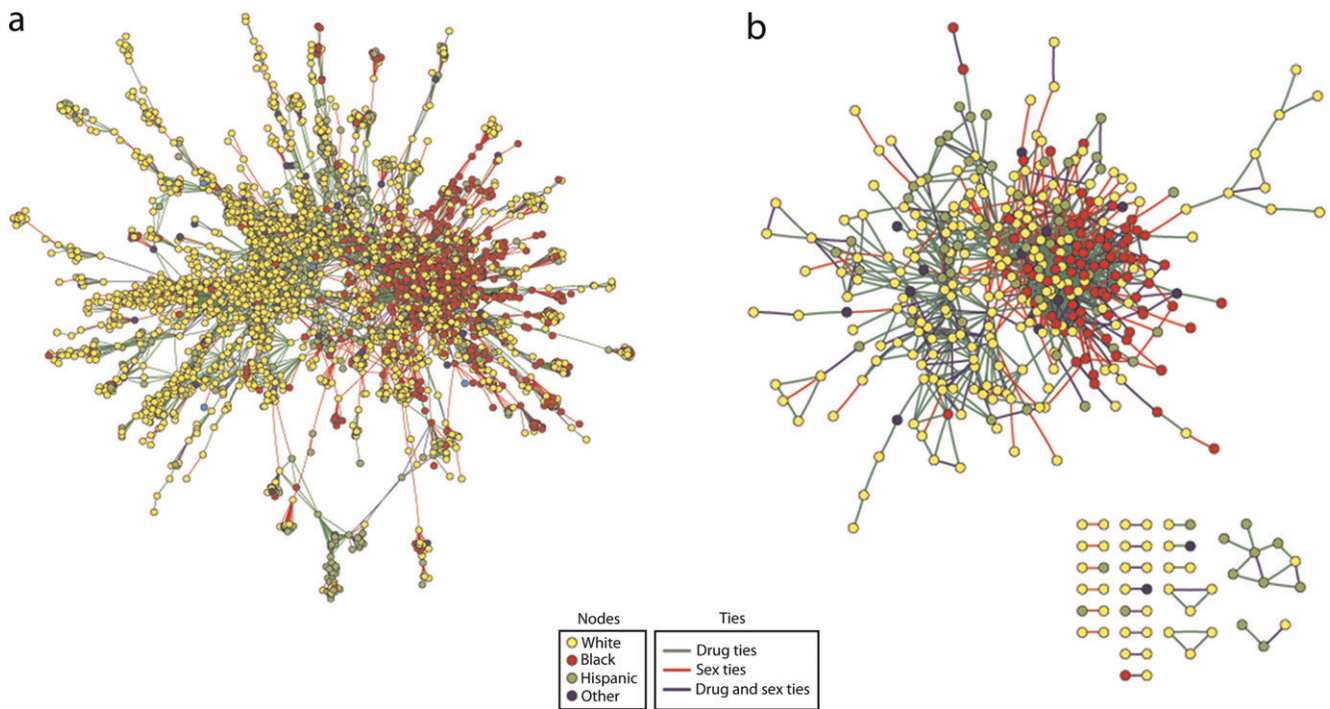 a
b
Nodes
White
Black
Hispanic
Other
Ties
Drug ties
Sex ties
Drug and sex ties